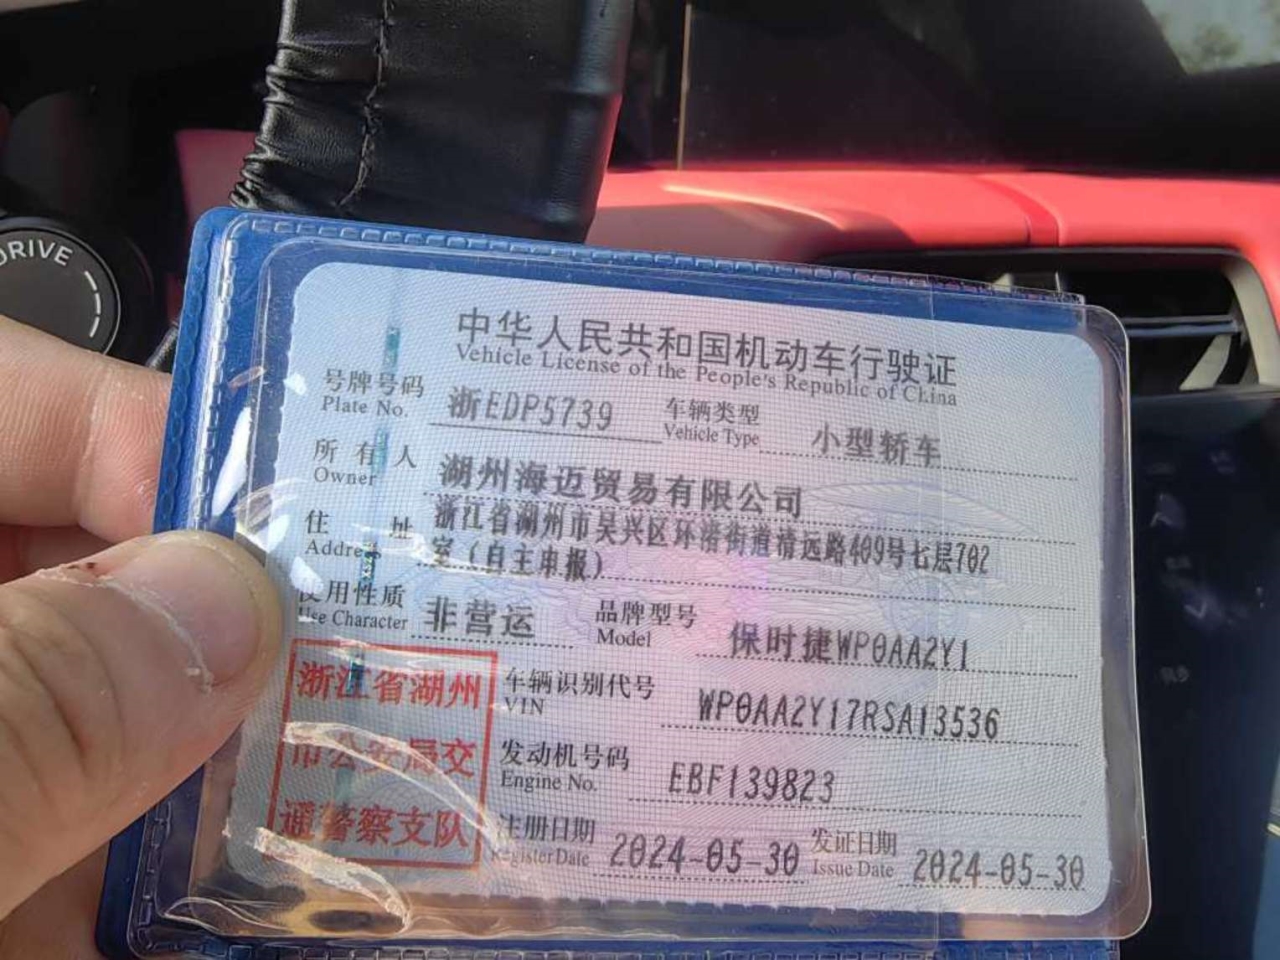 DRIVE
中华人民共和国机动车行驶证
Vehicle License of the People's Republic of China
号牌号码 浙EDP5739 车辆类型 小型轿车
Plate No. Vehicle Type
所有人 湖州海迈贸易有限公司
Owner
住址 浙江省湖州市吴兴区环渚街道清远路409号七层702
Address 室（自主申报）
使用性质 非营运 品牌型号 保时捷WP0AA2Y1
Use Character Model
浙江省湖州 车辆识别代号 WP0AA2Y17RSA13536
VIN
市公安局交 发动机号码 EBF139823
Engine No.
通警察支队 注册日期 2024-05-30 发证日期 2024-05-30
Register Date Issue Date